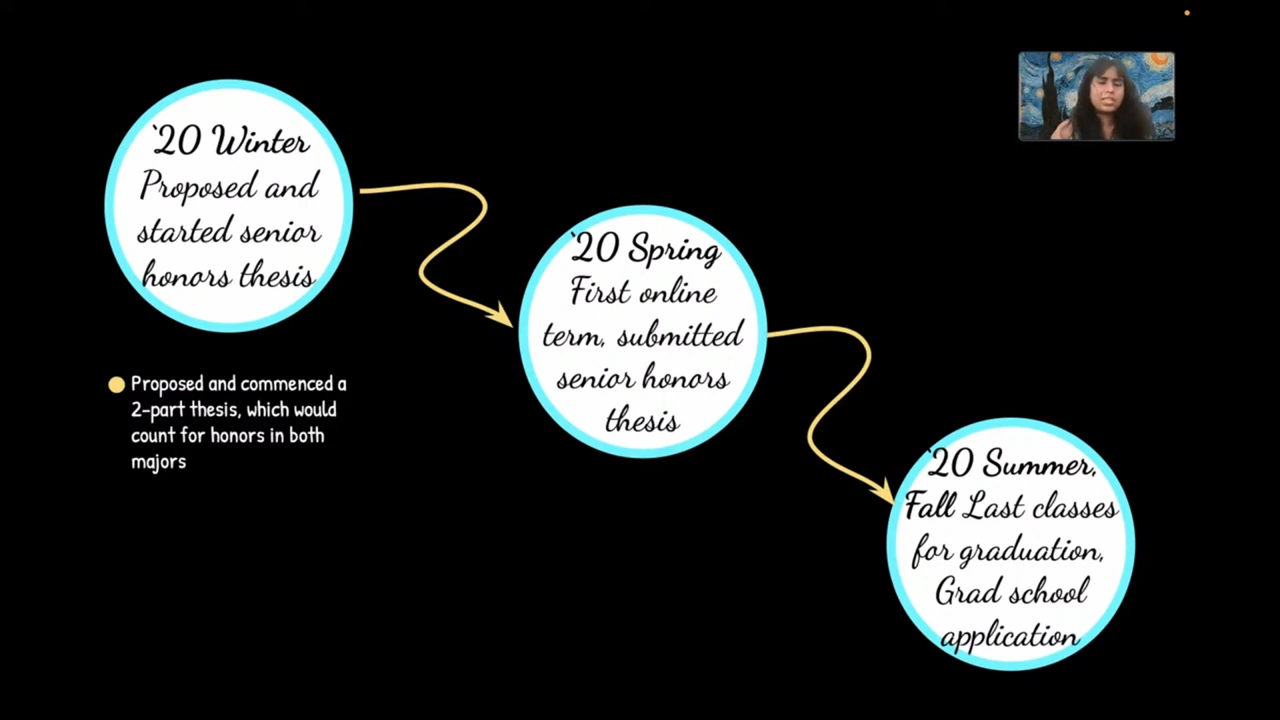 `20 Winter
Proposed and
started senior
honors thesis
Proposed and commenced a
2-part thesis, which would
count for honors in both
majors
`20 Spring
First online
term, submitted
senior honors
thesis
`20 Summer,
Fall Last classes
for graduation,
Grad school
application